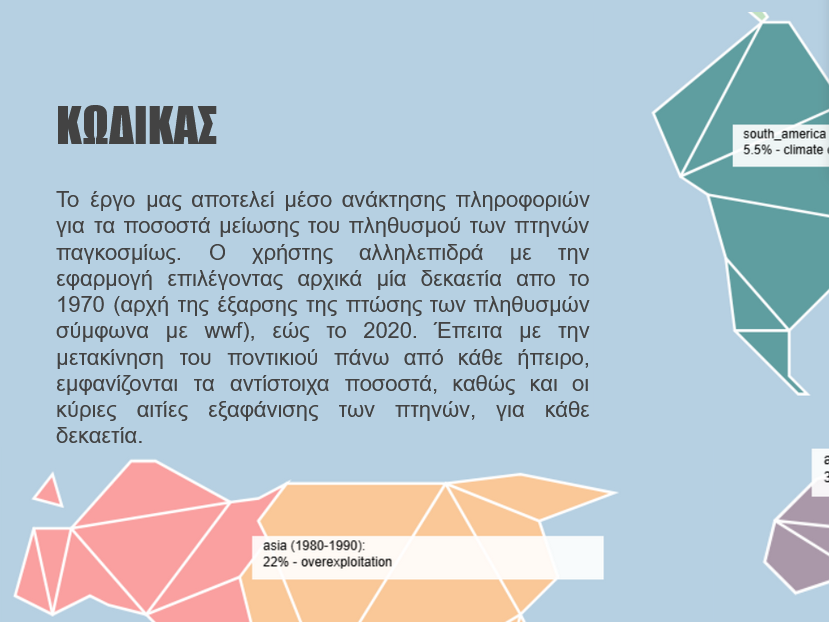 ΚΩΔΙΚΑΣ
south_america
5.5% - climate
Το έργο μας αποτελεί μέσο ανάκτησης πληροφοριών
για τα ποσοστά μείωσης του πληθυσμού των πτηνών
παγκοσμίως. Ο χρήστης αλληλεπιδρά με την
εφαρμογή επιλέγοντας αρχικά μία δεκαετία απο το
1970 (αρχή της έξαρσης της πτώσης των πληθυσμών
σύμφωνα με wwf), εώς το 2020. Έπειτα με την
μετακίνηση του ποντικιού πάνω από κάθε ήπειρο,
εμφανίζονται τα αντίστοιχα ποσοστά, καθώς και οι
κύριες αιτίες εξαφάνισης των πτηνών, για κάθε
δεκαετία.
asia (1980-1990):
22% - overexploitation